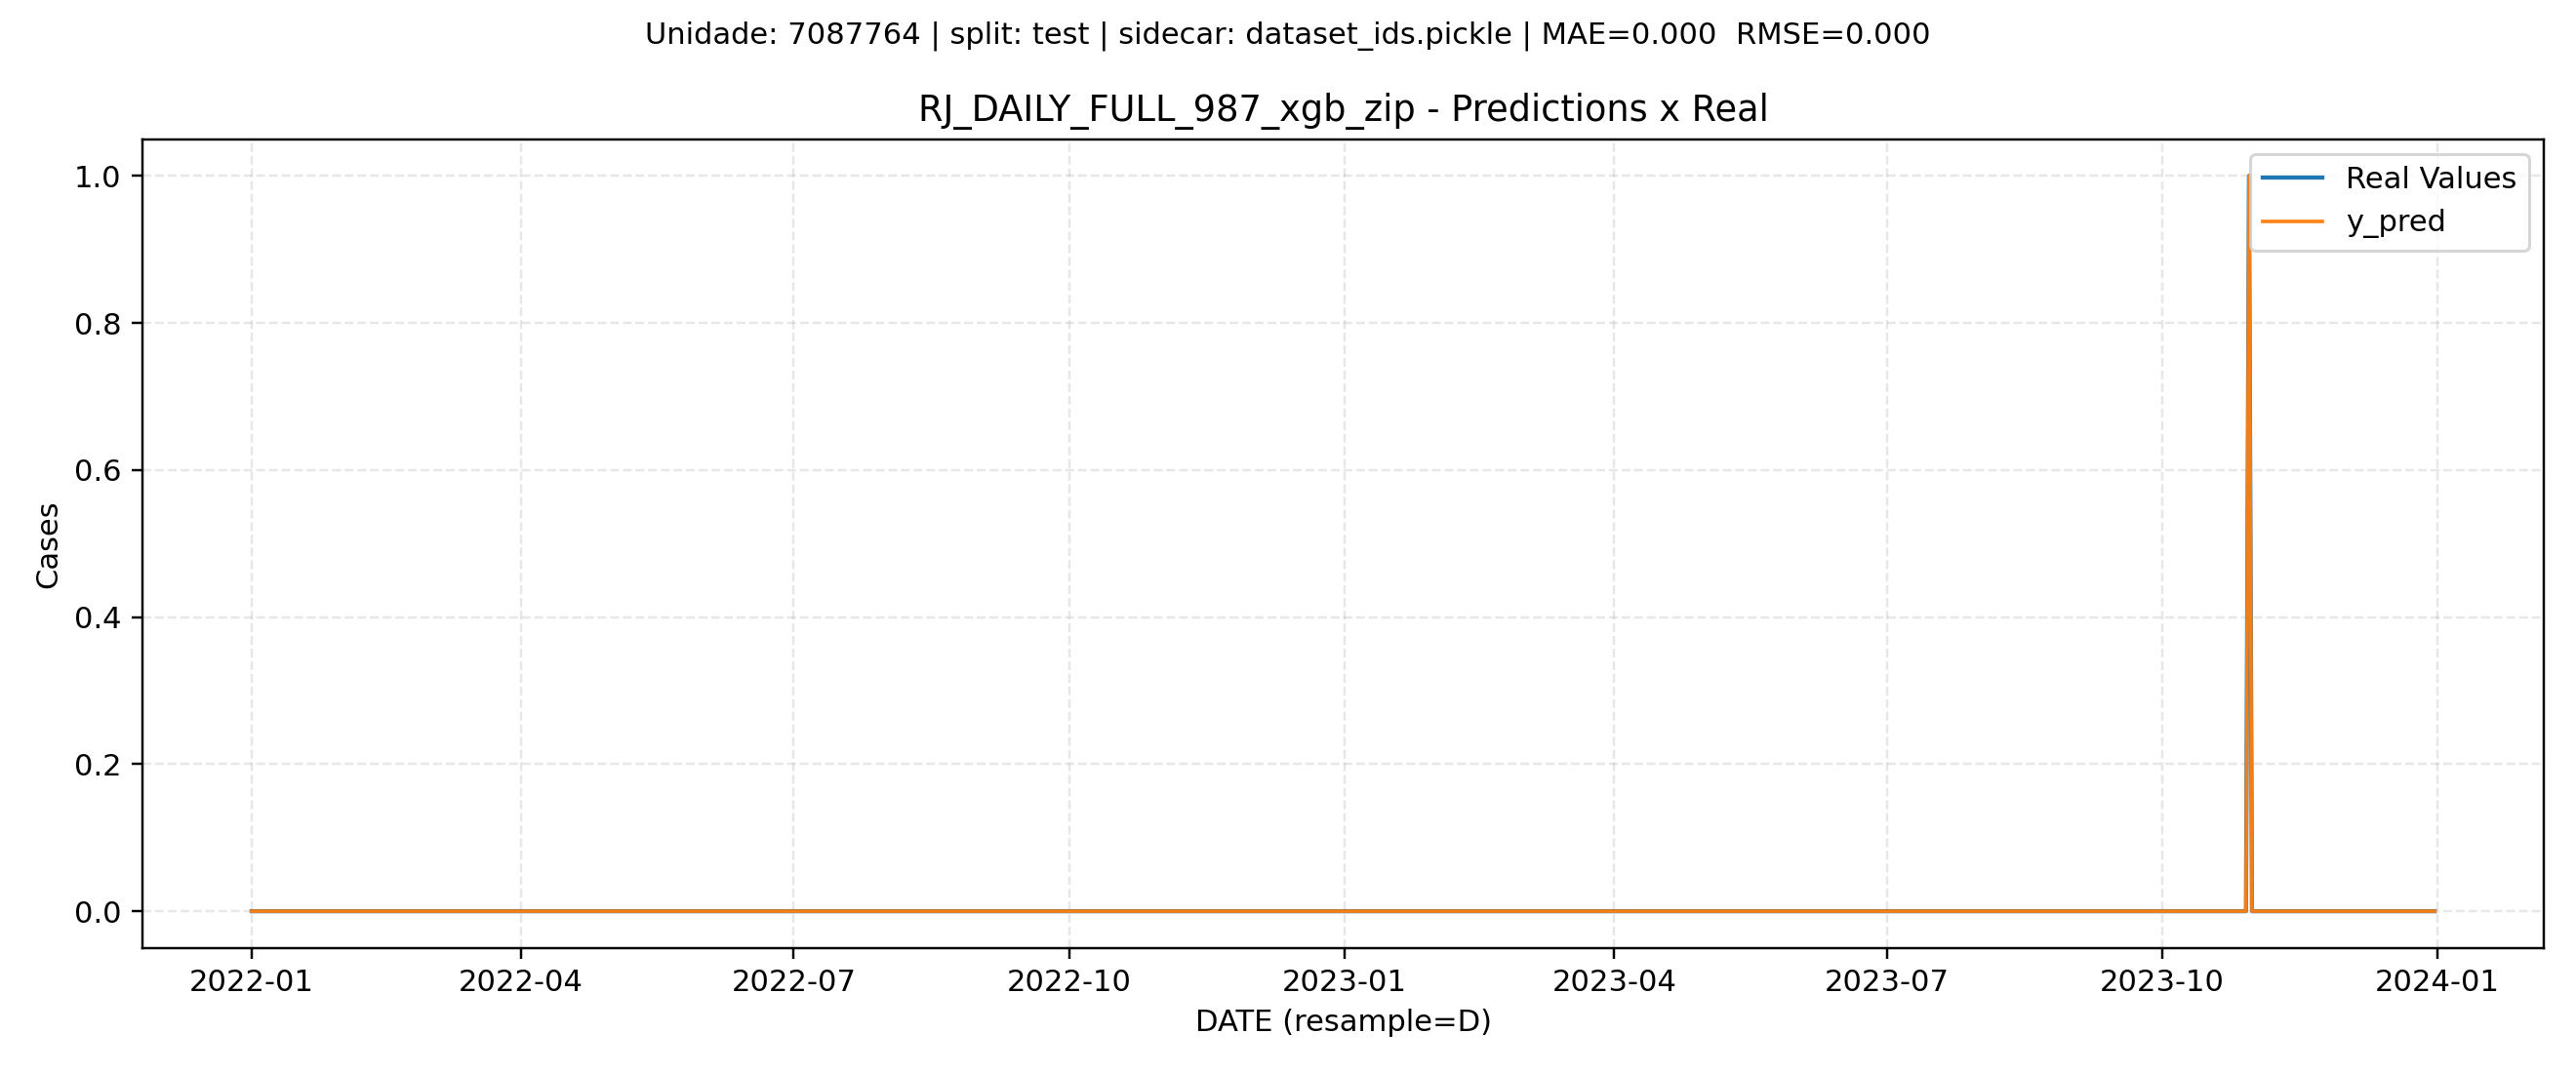 Unidade: 7087764 | split: test | sidecar: dataset_ids.pickle | MAE=0.000  RMSE=0.000
RJ_DAILY_FULL_987_xgb_zip - Predictions x Real
1.0
0.8
0.6
0.4
0.2
0.0
Cases
Real Values
y_pred
2022-01 2022-04 2022-07 2022-10 2023-01 2023-04 2023-07 2023-10 2024-01
DATE (resample=D)